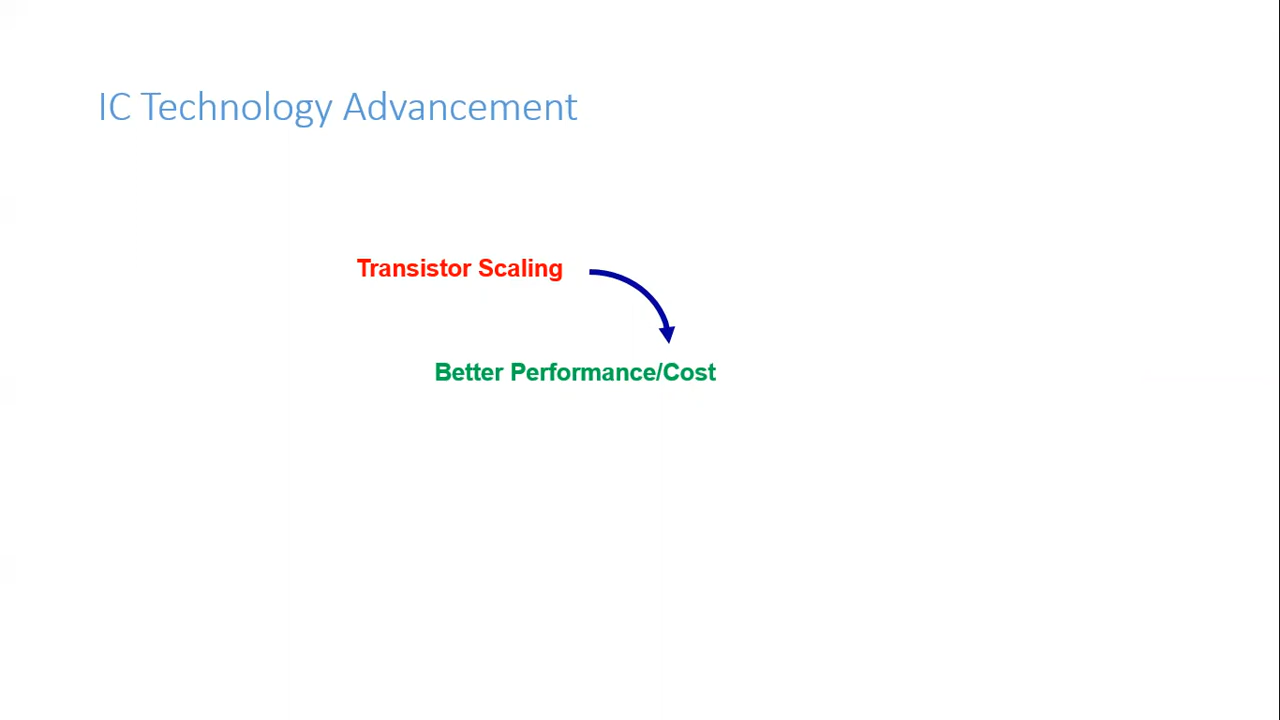 IC Technology Advancement
Transistor Scaling
Better Performance/Cost